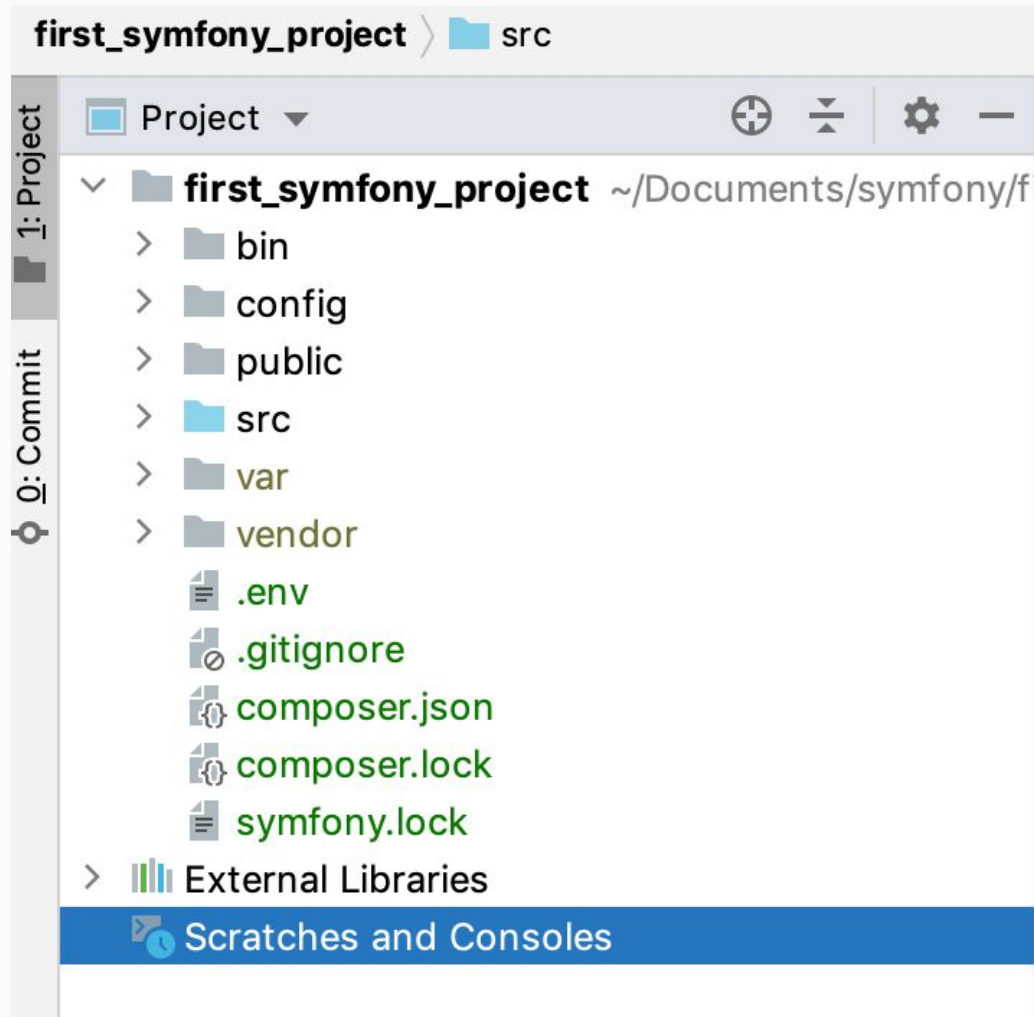 first_symfony_project src
1: Project
0: Commit
Project
first_symfony_project ~/Documents/symfony/f
bin
config
public
src
var
vendor
.env
.gitignore
composer.json
composer.lock
symfony.lock
External Libraries
Scratches and Consoles